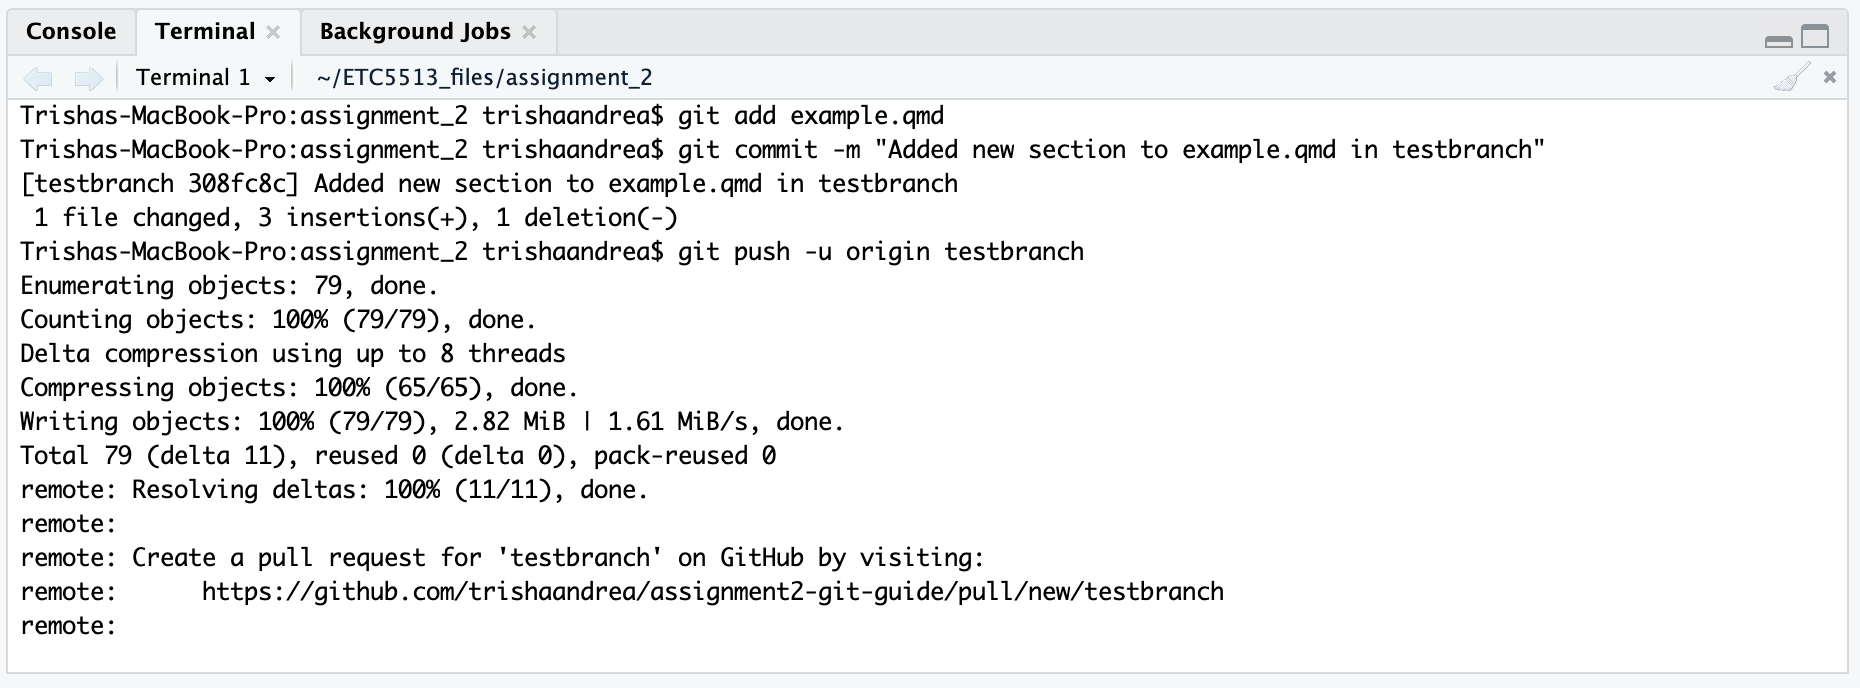 Console Terminal Background Jobs
Terminal 1 ~/ETC5513_files/assignment_2
Trishas-MacBook-Pro:assignment_2 trishaandrea$ git add example.qmd
Trishas-MacBook-Pro:assignment_2 trishaandrea$ git commit -m "Added new section to example.qmd in testbranch"
[testbranch 308fc8c] Added new section to example.qmd in testbranch
 1 file changed, 3 insertions(+), 1 deletion(-)
Trishas-MacBook-Pro:assignment_2 trishaandrea$ git push -u origin testbranch
Enumerating objects: 79, done.
Counting objects: 100% (79/79), done.
Delta compression using up to 8 threads
Compressing objects: 100% (65/65), done.
Writing objects: 100% (79/79), 2.82 MiB | 1.61 MiB/s, done.
Total 79 (delta 11), reused 0 (delta 0), pack-reused 0
remote: Resolving deltas: 100% (11/11), done.
remote:
remote: Create a pull request for 'testbranch' on GitHub by visiting:
remote:      https://github.com/trishaandrea/assignment2-git-guide/pull/new/testbranch
remote: